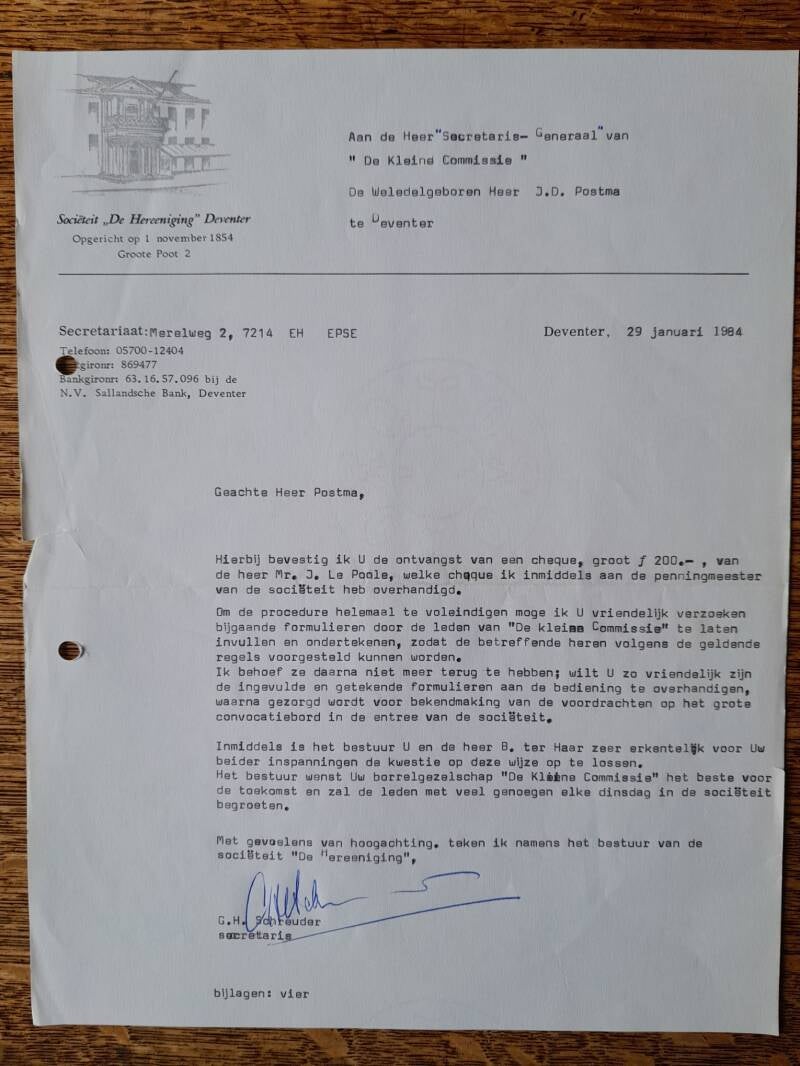 Aan de Heer "Secretaris- Generaal" van
" De Kleine Commissie "
De Weledelgeboren Heer J.D. Postma
te Deventer
Sociëteit „De Hereeniging” Deventer
Opgericht op 1 november 1854
Groote Poot 2
Secretariaat: Merelweg 2, 7214 EH EPSE
Deventer, 29 januari 1984
Telefoon: 05700-12404
gironr: 869477
Bankgironr: 63.16.57.096 bij de
N.V. Sallandsche Bank, Deventer
Geachte Heer Postma,
Hierbij bevestig ik U de ontvangst van een cheque, groot ƒ 200.- , van
de heer Mr. J. Le Poole, welke cheque ik inmiddels aan de penningmeester
van de sociëteit heb overhandigd.
Om de procedure helemaal te voleindigen moge ik U vriendelijk verzoeken
bijgaande formulieren door de leden van "De kleine Commissie" te laten
invullen en ondertekenen, zodat de betreffende heren volgens de geldende
regels voorgesteld kunnen worden.
Ik behoef ze daarna niet meer terug te hebben; wilt U zo vriendelijk zijn
de ingevulde en getekende formulieren aan de bediening te overhandigen,
waarna gezorgd wordt voor bekendmaking van de voordrachten op het grote
convocatiebord in de entree van de sociëteit.
Inmiddels is het bestuur U en de heer B. ter Haar zeer erkentelijk voor Uw
beider inspanningen de kwestie op deze wijze op te lossen.
Het bestuur wenst Uw borrelgezelschap "De Kleine Commissie" het beste voor
de toekomst en zal de leden met veel genoegen elke dinsdag in de sociëteit
begroeten.
Met gevoelens van hoogachting. teken ik namens het bestuur van de
sociëteit "De Hereeniging",
G.H. Schreuder
secretaris
bijlagen: vier